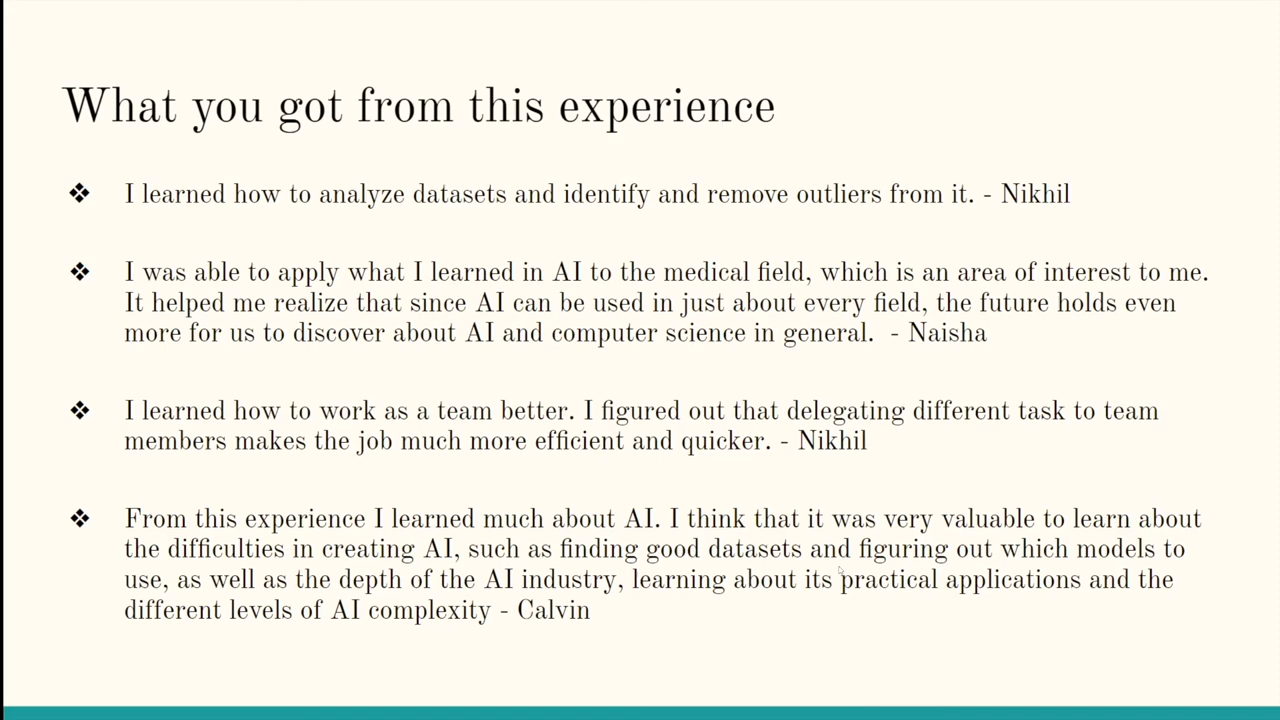 What you got from this experience
❖ I learned how to analyze datasets and identify and remove outliers from it. - Nikhil
❖ I was able to apply what I learned in AI to the medical field, which is an area of interest to me.
It helped me realize that since AI can be used in just about every field, the future holds even
more for us to discover about AI and computer science in general.  - Naisha
❖ I learned how to work as a team better. I figured out that delegating different task to team
members makes the job much more efficient and quicker. - Nikhil
❖ From this experience I learned much about AI. I think that it was very valuable to learn about
the difficulties in creating AI, such as finding good datasets and figuring out which models to
use, as well as the depth of the AI industry, learning about its practical applications and the
different levels of AI complexity - Calvin